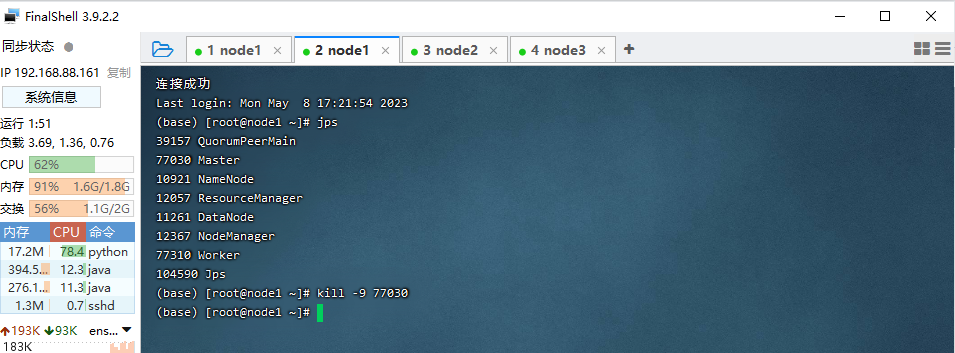 FinalShell 3.9.2.2
同步状态
IP 192.168.88.161 复制
系统信息
运行 1:51
负载 3.69, 1.36, 0.76
CPU 62%
内存 91% 1.6G/1.8G
交换 56% 1.1G/2G
内存 CPU 命令
17.2M 78.4 python
394.5... 12.3 java
276.1... 11.3 java
1.3M 0.7 sshd
193K 93K ens...
183K
1 node1
2 node1
3 node2
4 node3
连接成功
Last login: Mon May  8 17:21:54 2023
(base) [root@node1 ~]# jps
39157 QuorumPeerMain
77030 Master
10921 NameNode
12057 ResourceManager
11261 DataNode
12367 NodeManager
77310 Worker
104590 Jps
(base) [root@node1 ~]# kill -9 77030
(base) [root@node1 ~]#